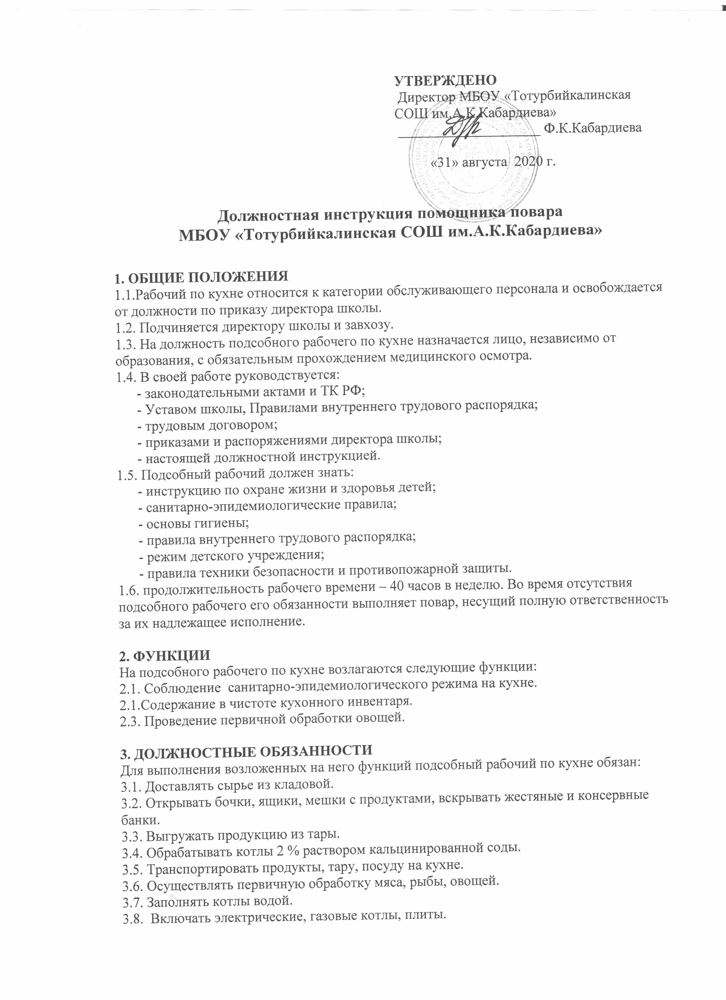 УТВЕРЖДЕНО
Директор МБОУ «Тотурбийкалинская
СОШ им.А.К.Кабардиева»
Ф.К.Кабардиева
«31» августа 2020 г.
Должностная инструкция помощника повара
МБОУ «Тотурбийкалинская СОШ им.А.К.Кабардиева»
1. ОБЩИЕ ПОЛОЖЕНИЯ
1.1.Рабочий по кухне относится к категории обслуживающего персонала и освобождается
от должности по приказу директора школы.
1.2. Подчиняется директору школы и завхозу.
1.3. На должность подсобного рабочего по кухне назначается лицо, независимо от
образования, с обязательным прохождением медицинского осмотра.
1.4. В своей работе руководствуется:
- законодательными актами и ТК РФ;
- Уставом школы, Правилами внутреннего трудового распорядка;
- трудовым договором;
- приказами и распоряжениями директора школы;
- настоящей должностной инструкцией.
1.5. Подсобный рабочий должен знать:
- инструкцию по охране жизни и здоровья детей;
- санитарно-эпидемиологические правила;
- основы гигиены;
- правила внутреннего трудового распорядка;
- режим детского учреждения;
- правила техники безопасности и противопожарной защиты.
1.6. продолжительность рабочего времени – 40 часов в неделю. Во время отсутствия
подсобного рабочего его обязанности выполняет повар, несущий полную ответственность
за их надлежащее исполнение.
2. ФУНКЦИИ
На подсобного рабочего по кухне возлагаются следующие функции:
2.1. Соблюдение санитарно-эпидемиологического режима на кухне.
2.1.Содержание в чистоте кухонного инвентаря.
2.3. Проведение первичной обработки овощей.
3. ДОЛЖНОСТНЫЕ ОБЯЗАННОСТИ
Для выполнения возложенных на него функций подсобный рабочий по кухне обязан:
3.1. Доставлять сырье из кладовой.
3.2. Открывать бочки, ящики, мешки с продуктами, вскрывать жестяные и консервные
банки.
3.3. Выгружать продукцию из тары.
3.4. Обрабатывать котлы 2 % раствором кальцинированной соды.
3.5. Транспортировать продукты, тару, посуду на кухне.
3.6. Осуществлять первичную обработку мяса, рыбы, овощей.
3.7. Заполнять котлы водой.
3.8. Включать электрические, газовые котлы, плиты.